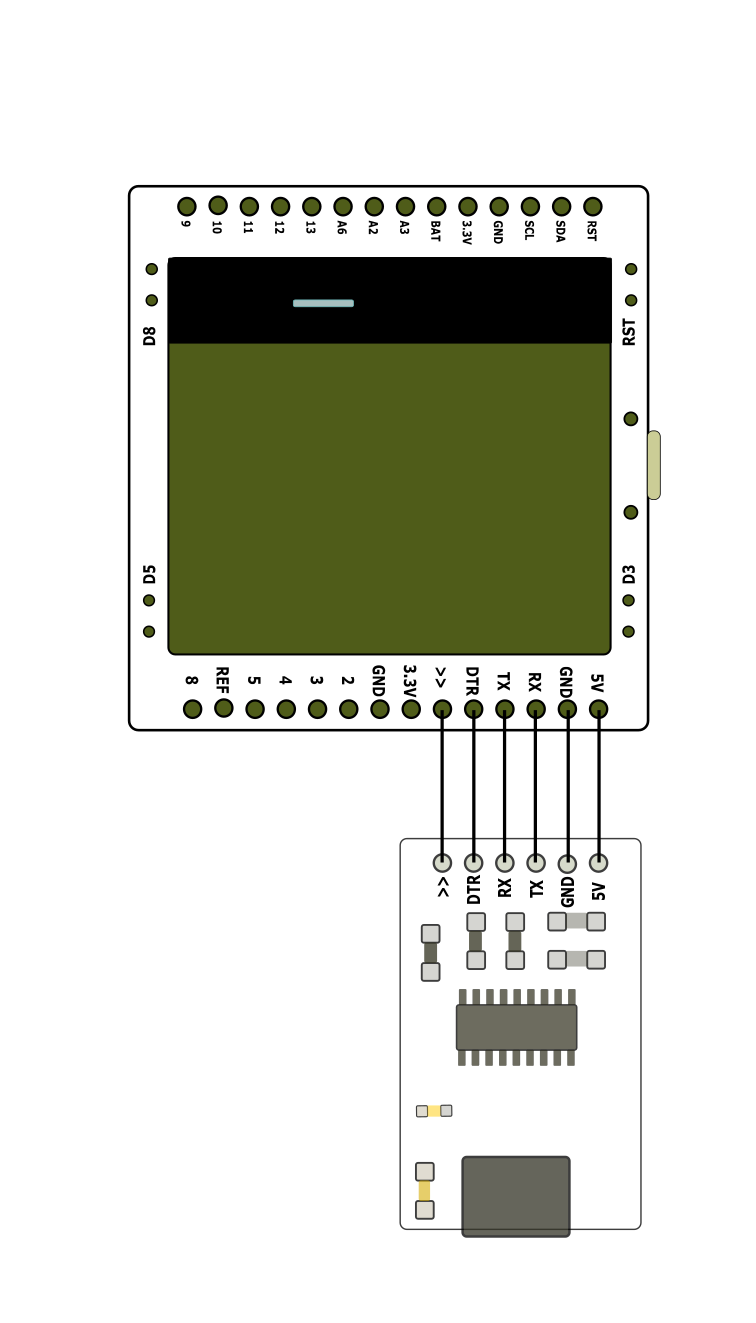 9 10 11 12 13 A6 A2 A3 BAT 3.3V GND SCL SDA RST
D8 RST
D5 D3
8 REF 5 4 3 2 GND 3.3V >> DTR TX RX GND 5V
>> DTR RX TX GND 5V